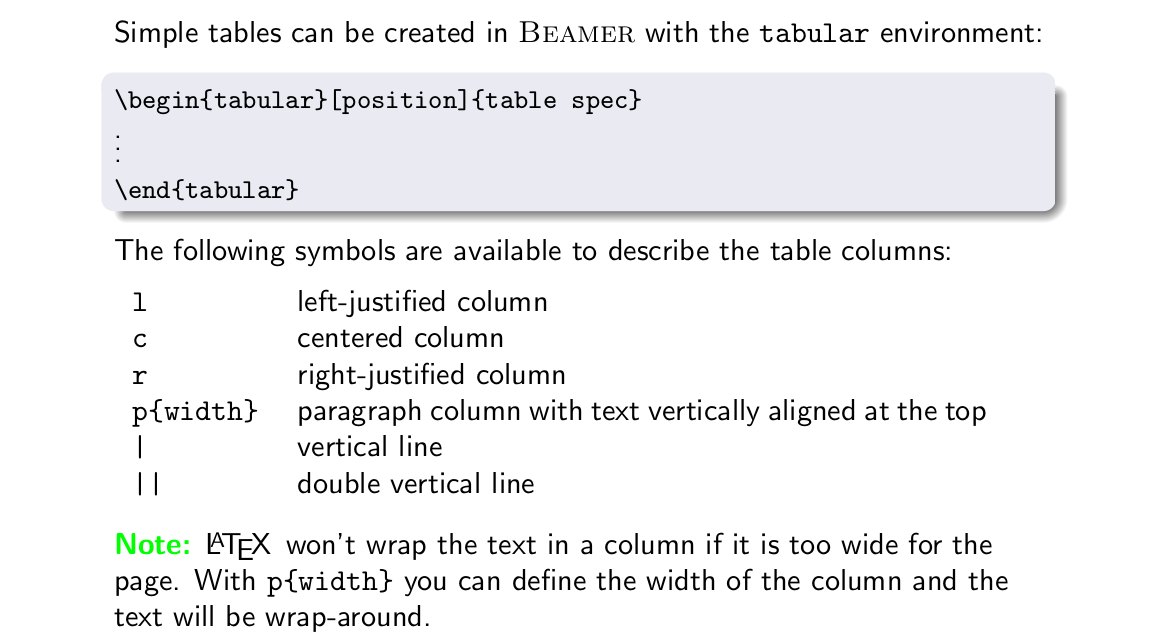 Simple tables can be created in BEAMER with the tabular environment:
\begin{tabular}[position]{table spec}
⋮
\end{tabular}
The following symbols are available to describe the table columns:
l left-justified column
c centered column
r right-justified column
p{width} paragraph column with text vertically aligned at the top
| vertical line
|| double vertical line
Note: LATEX won't wrap the text in a column if it is too wide for the
page. With p{width} you can define the width of the column and the
text will be wrap-around.